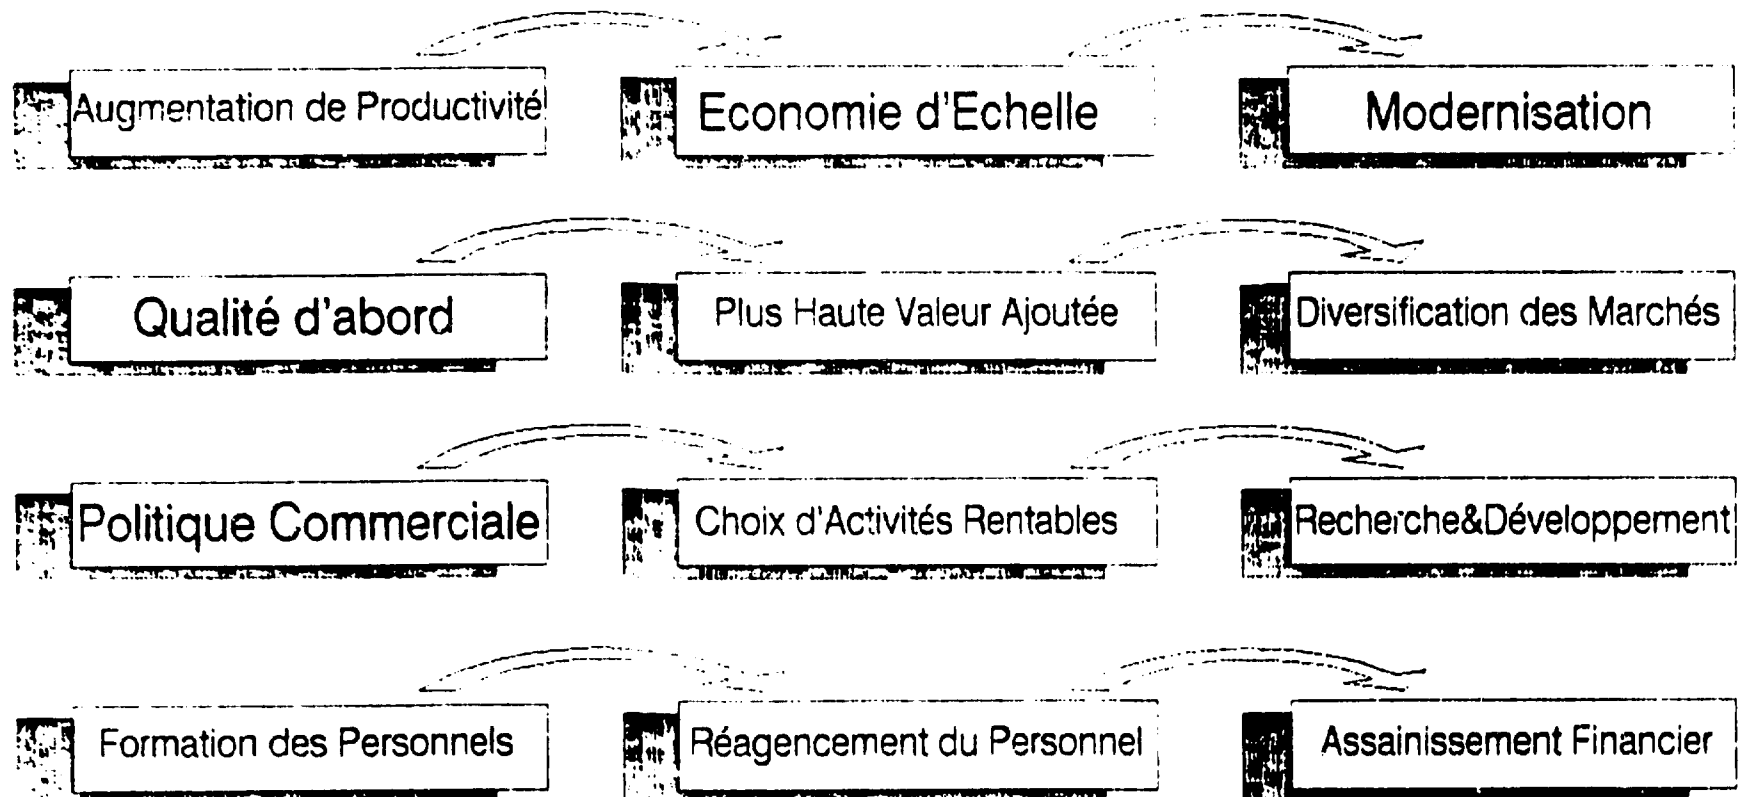 Augmentation de Productivité
Economie d'Echelle
Modernisation
Qualité d'abord
Plus Haute Valeur Ajoutée
Diversification des Marchés
Politique Commerciale
Choix d'Activités Rentables
Recherche&Développement
Formation des Personnels
Réagencement du Personnel
Assainissement Financier